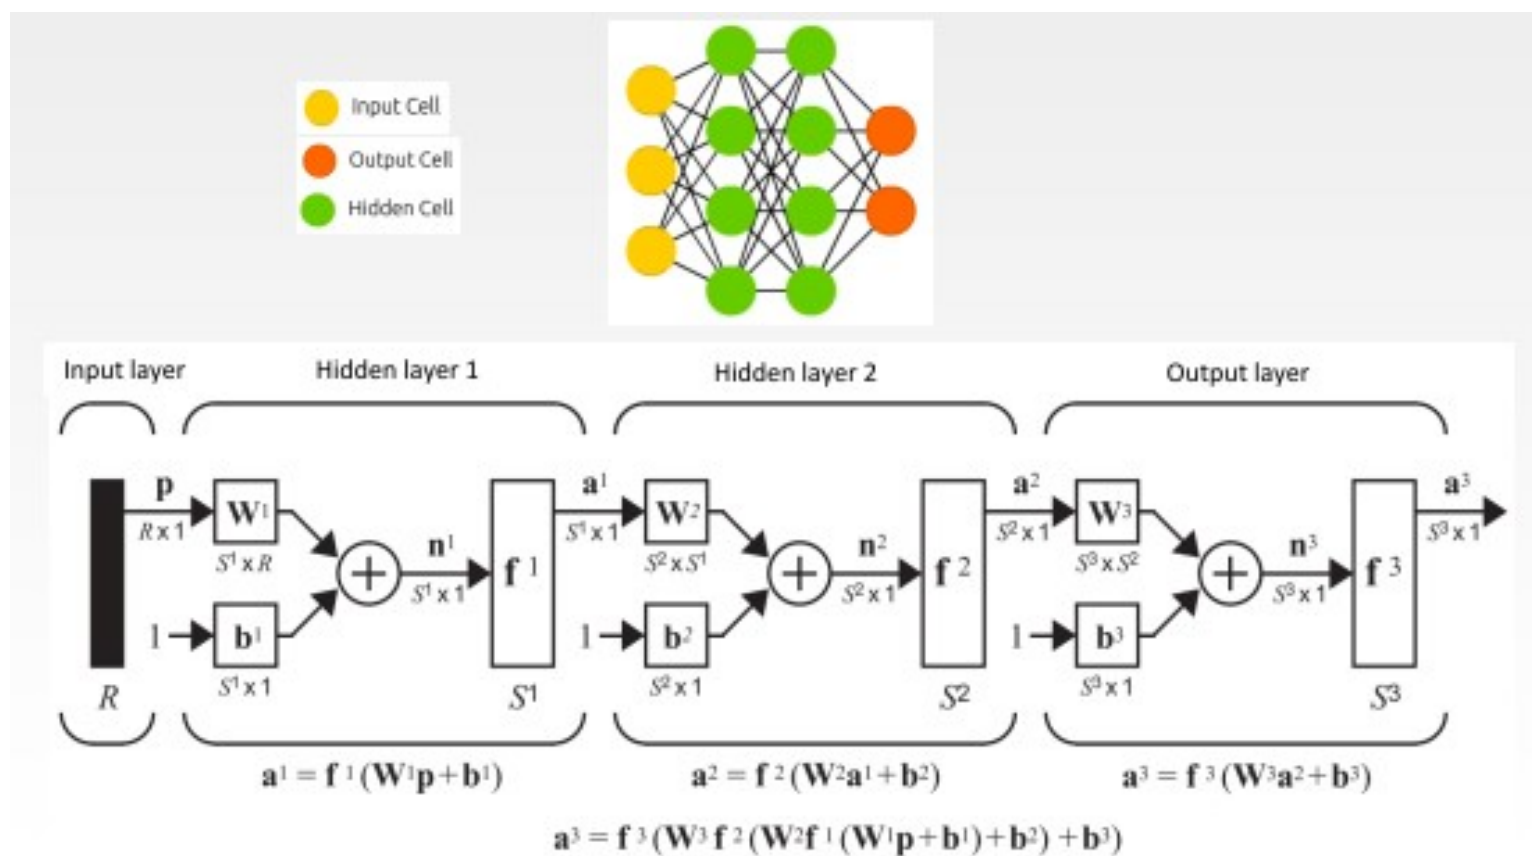 Input Cell
Output Cell
Hidden Cell
Input layer
Hidden layer 1
Hidden layer 2
Output layer
p
R x 1
W¹
S¹ x R
1
b¹
S¹ x 1
n¹
S¹ x 1
f ¹
R
S¹
a¹
S¹ x 1
W²
S² x S¹
1
b²
S² x 1
n²
S² x 1
f ²
S²
a²
S² x 1
W³
S³ x S²
1
b³
S³ x 1
n³
S³ x 1
f ³
S³
a³
S³ x 1
a¹ = f ¹ (W¹p + b¹)
a² = f ² (W²a¹ + b²)
a³ = f ³ (W³a² + b³)
a³ = f ³ (W³ f ² (W² f ¹ (W¹p + b¹) + b²) + b³)